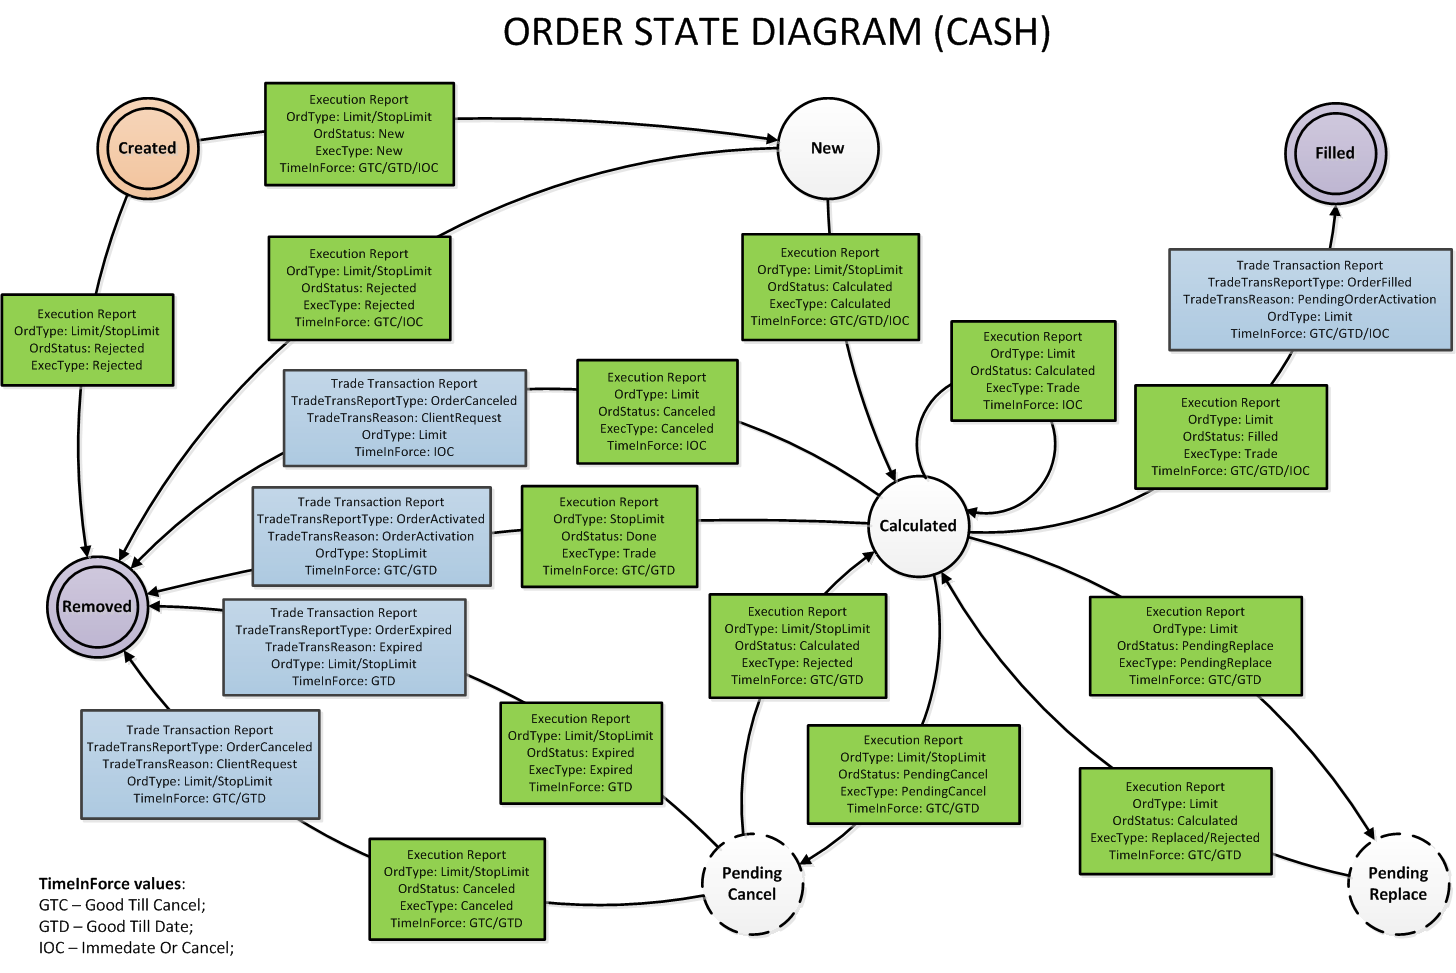 ORDER STATE DIAGRAM (CASH)
Created
Execution Report
OrdType: Limit/StopLimit
OrdStatus: New
ExecType: New
TimeInForce: GTC/GTD/IOC
New
Filled
Execution Report
OrdType: Limit/StopLimit
OrdStatus: Rejected
ExecType: Rejected
TimeInForce: GTC/IOC
Execution Report
OrdType: Limit/StopLimit
OrdStatus: Calculated
ExecType: Calculated
TimeInForce: GTC/GTD/IOC
Trade Transaction Report
TradeTransReportType: OrderFilled
TradeTransReason: PendingOrderActivation
OrdType: Limit
TimeInForce: GTC/GTD/IOC
Execution Report
OrdType: Limit/StopLimit
OrdStatus: Rejected
ExecType: Rejected
Execution Report
OrdType: Limit
OrdStatus: Calculated
ExecType: Trade
TimeInForce: IOC
Trade Transaction Report
TradeTransReportType: OrderCanceled
TradeTransReason: ClientRequest
OrdType: Limit
TimeInForce: IOC
Execution Report
OrdType: Limit
OrdStatus: Canceled
ExecType: Canceled
TimeInForce: IOC
Execution Report
OrdType: Limit
OrdStatus: Filled
ExecType: Trade
TimeInForce: GTC/GTD/IOC
Trade Transaction Report
TradeTransReportType: OrderActivated
TradeTransReason: OrderActivation
OrdType: StopLimit
TimeInForce: GTC/GTD
Execution Report
OrdType: StopLimit
OrdStatus: Done
ExecType: Trade
TimeInForce: GTC/GTD
Calculated
Removed
Trade Transaction Report
TradeTransReportType: OrderExpired
TradeTransReason: Expired
OrdType: Limit/StopLimit
TimeInForce: GTD
Execution Report
OrdType: Limit/StopLimit
OrdStatus: Calculated
ExecType: Rejected
TimeInForce: GTC/GTD
Execution Report
OrdType: Limit
OrdStatus: PendingReplace
ExecType: PendingReplace
TimeInForce: GTC/GTD
Trade Transaction Report
TradeTransReportType: OrderCanceled
TradeTransReason: ClientRequest
OrdType: Limit/StopLimit
TimeInForce: GTC/GTD
Execution Report
OrdType: Limit/StopLimit
OrdStatus: Expired
ExecType: Expired
TimeInForce: GTD
Execution Report
OrdType: Limit/StopLimit
OrdStatus: PendingCancel
ExecType: PendingCancel
TimeInForce: GTC/GTD
Execution Report
OrdType: Limit
OrdStatus: Calculated
ExecType: Replaced/Rejected
TimeInForce: GTC/GTD
Execution Report
OrdType: Limit/StopLimit
OrdStatus: Canceled
ExecType: Canceled
TimeInForce: GTC/GTD
Pending
Cancel
Pending
Replace
TimeInForce values:
GTC – Good Till Cancel;
GTD – Good Till Date;
IOC – Immedate Or Cancel;